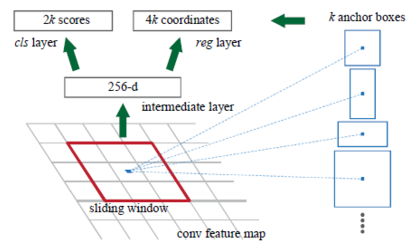 2k scores
4k coordinates
k anchor boxes
cls layer
reg layer
256-d
intermediate layer
sliding window
conv feature map